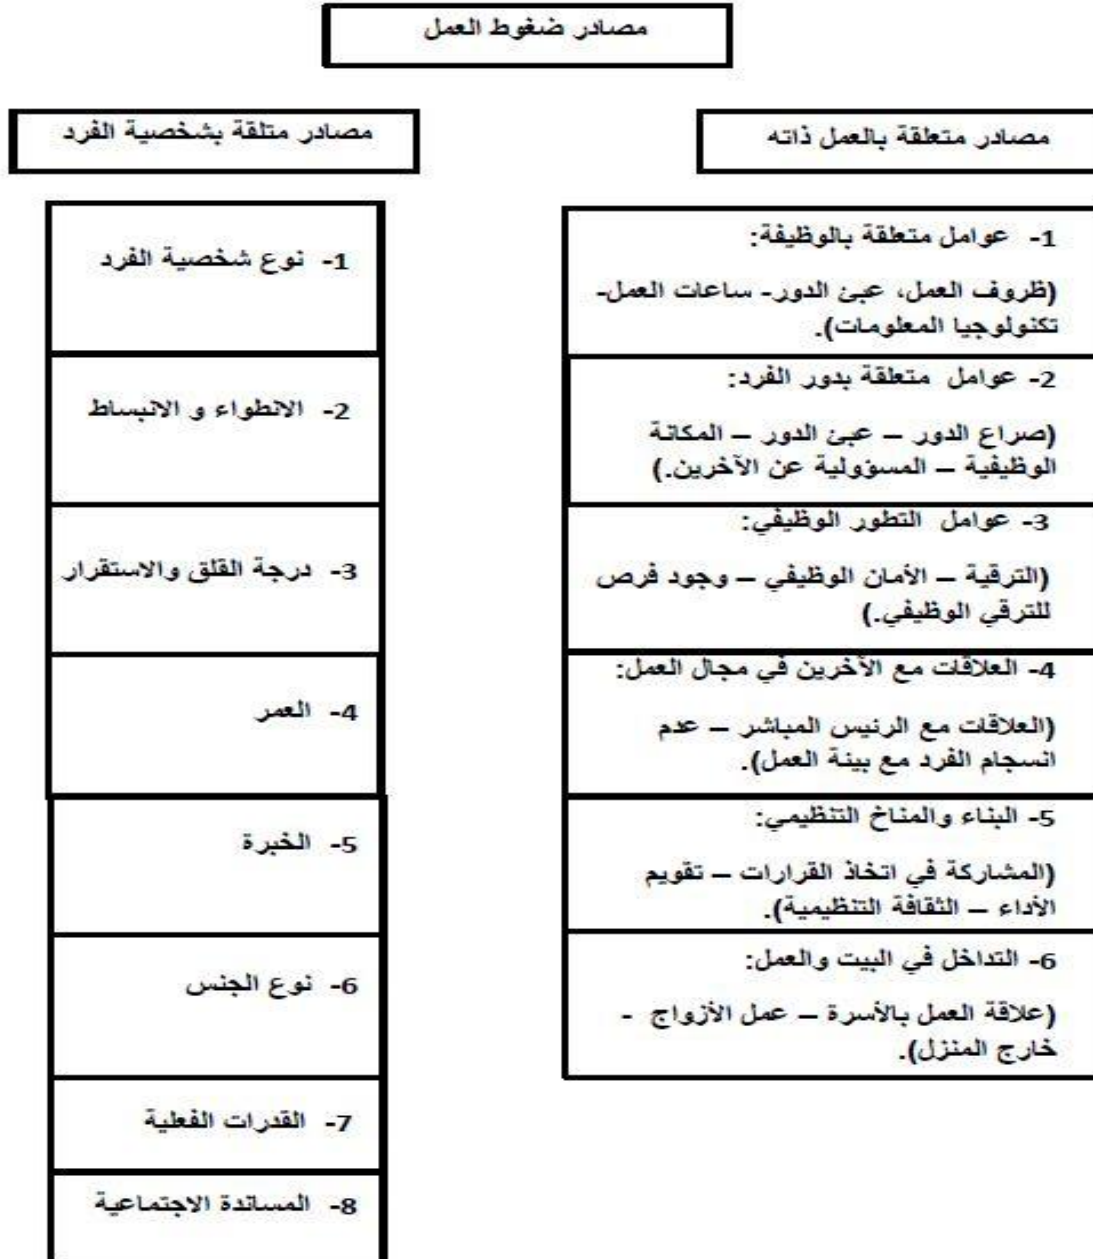 مصادر ضغوط العمل
مصادر متعلقة بالعمل ذاته
1- عوامل متعلقة بالوظيفة:
(ظروف العمل، عبئ الدور- ساعات العمل-
تكنولوجيا المعلومات).
2- عوامل متعلقة بدور الفرد:
(صراع الدور – عبئ الدور – المكانة
الوظيفية – المسؤولية عن الآخرين.)
3- عوامل التطور الوظيفي:
(الترقية – الأمان الوظيفي – وجود فرص
للترقي الوظيفي.)
4- العلاقات مع الآخرين في مجال العمل:
(العلاقات مع الرئيس المباشر – عدم
انسجام الفرد مع بيئة العمل).
5- البناء والمناخ التنظيمي:
(المشاركة في اتخاذ القرارات – تقويم
الأداء – الثقافة التنظيمية).
6- التداخل في البيت والعمل:
(علاقة العمل بالأسرة – عمل الأزواج -
خارج المنزل).
مصادر متلقة بشخصية الفرد
1- نوع شخصية الفرد
2- الانطواء و الانبساط
3- درجة القلق والاستقرار
4- العمر
5- الخبرة
6- نوع الجنس
7- القدرات الفعلية
8- المساندة الاجتماعية